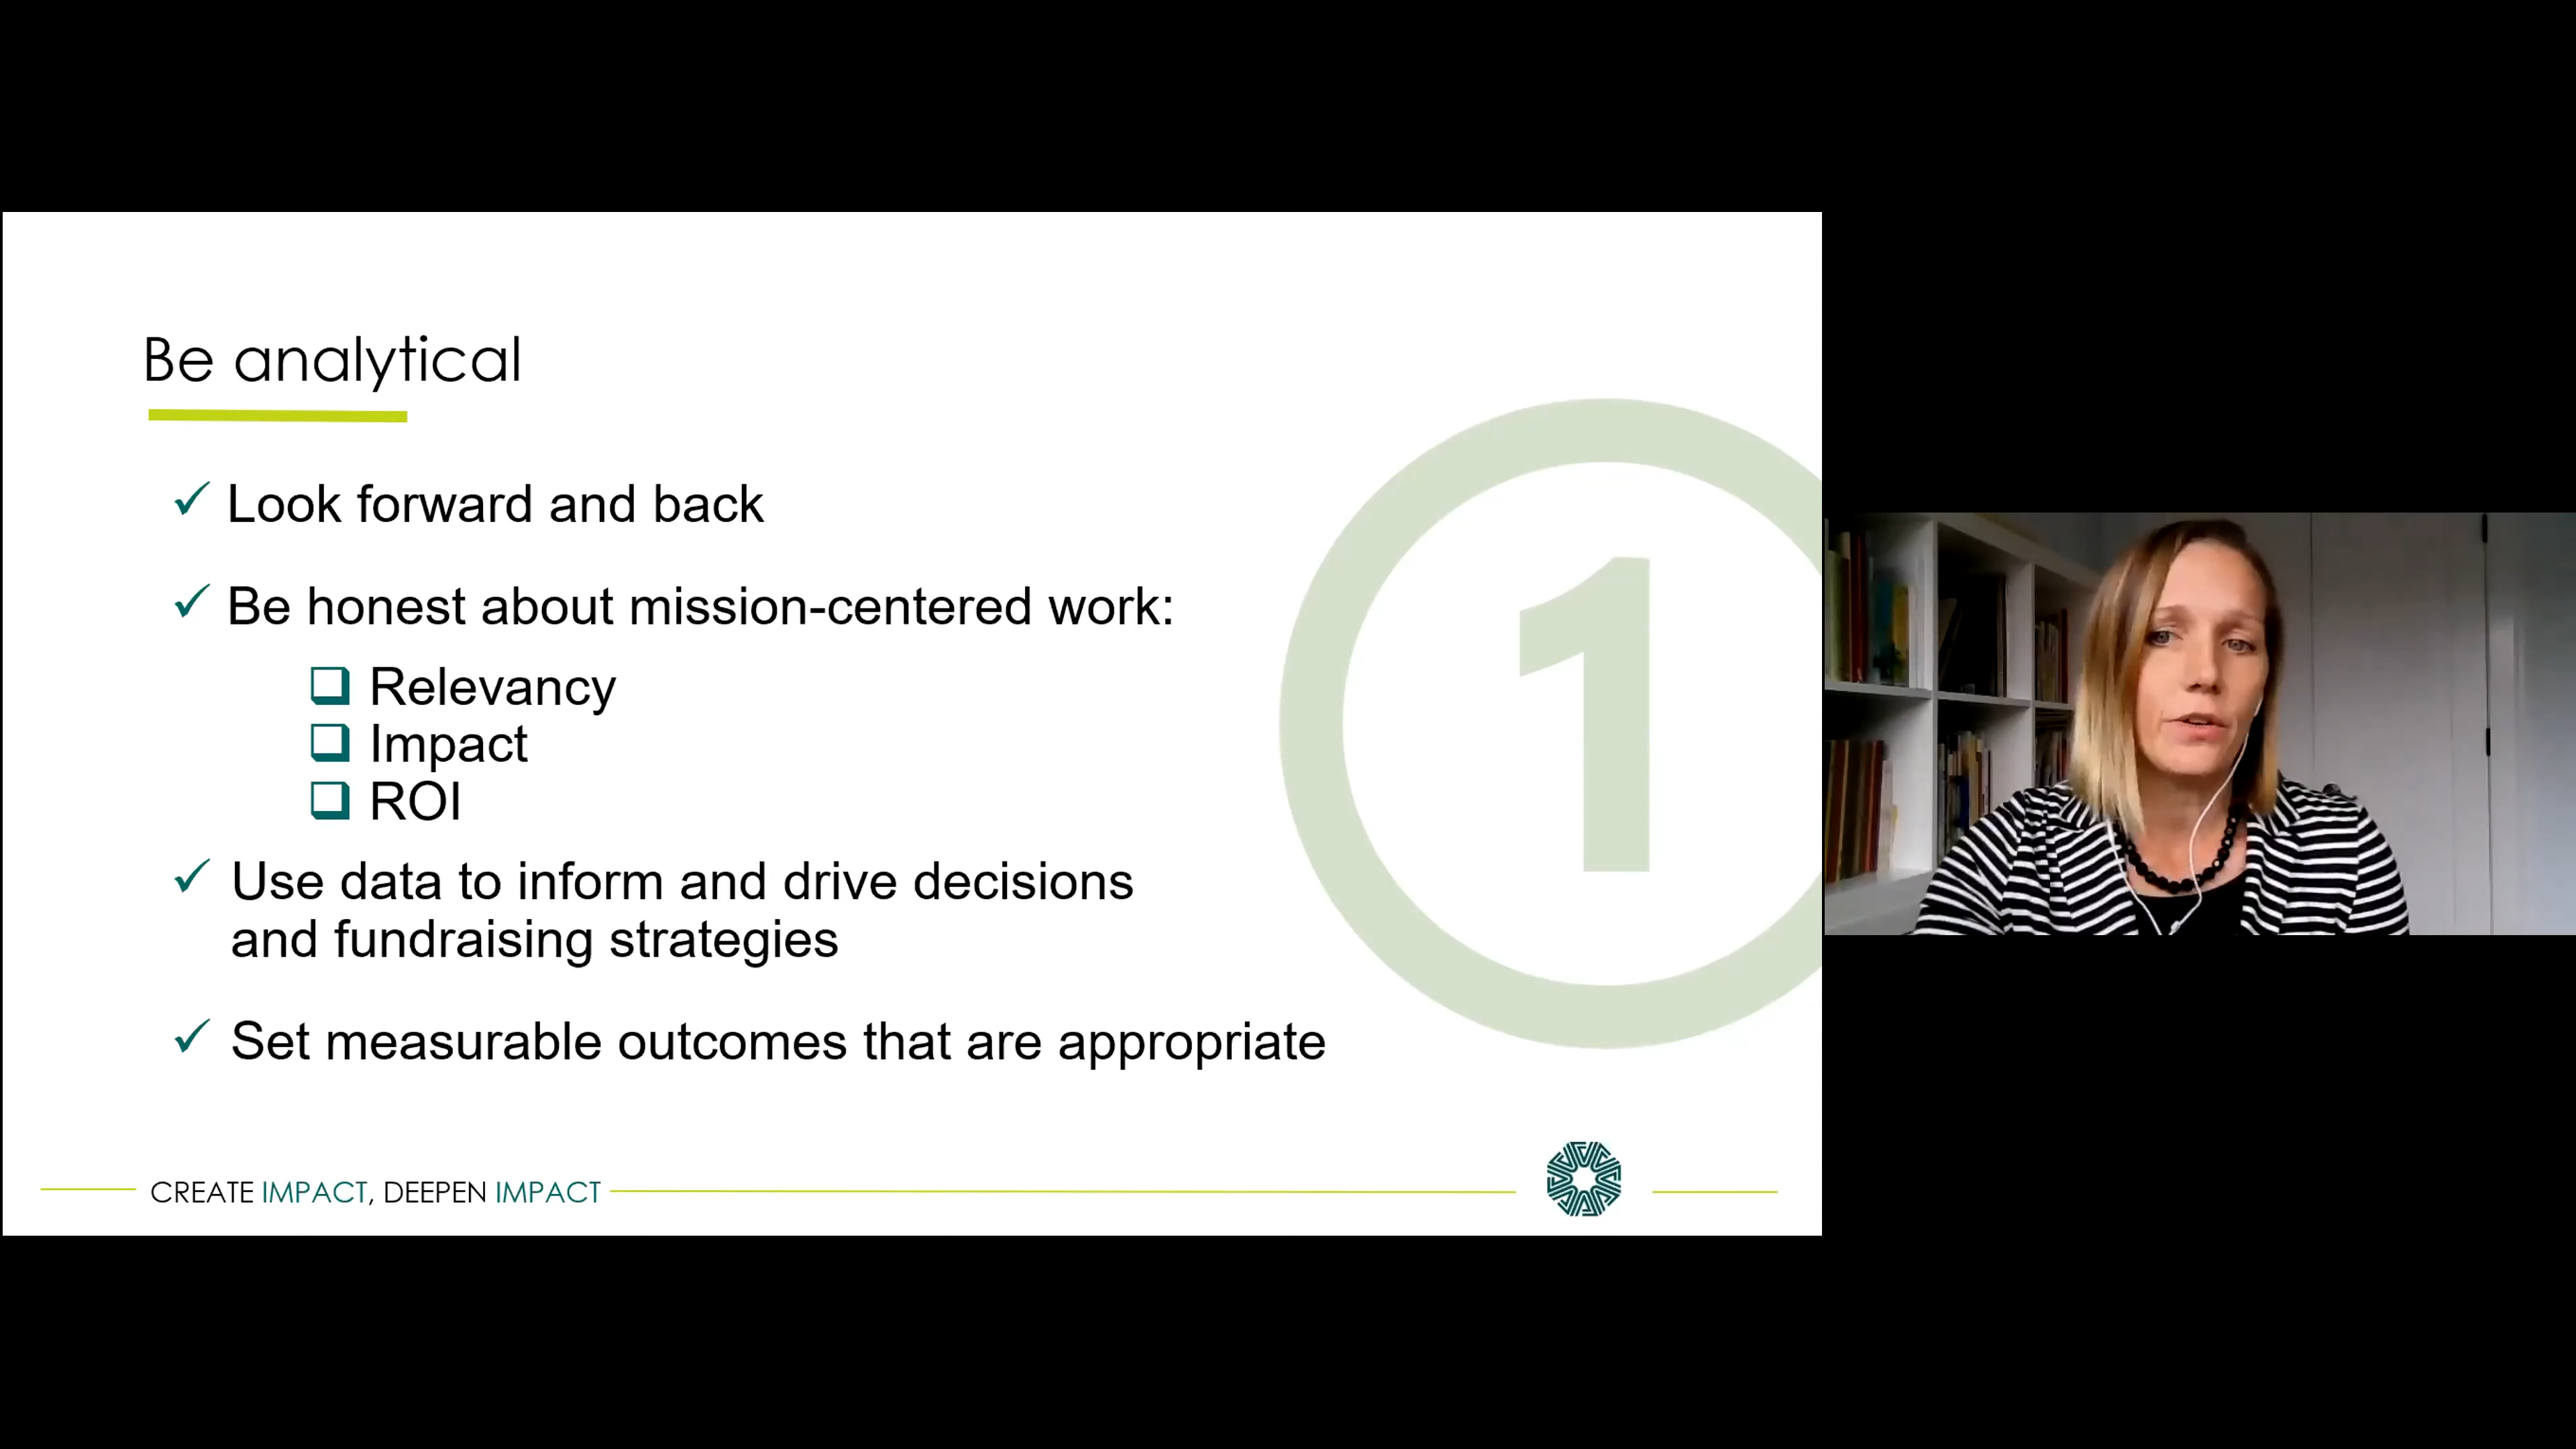 Be analytical
Look forward and back
Be honest about mission-centered work:
Relevancy
Impact
ROI
Use data to inform and drive decisions
and fundraising strategies
Set measurable outcomes that are appropriate
1
CREATE IMPACT, DEEPEN IMPACT